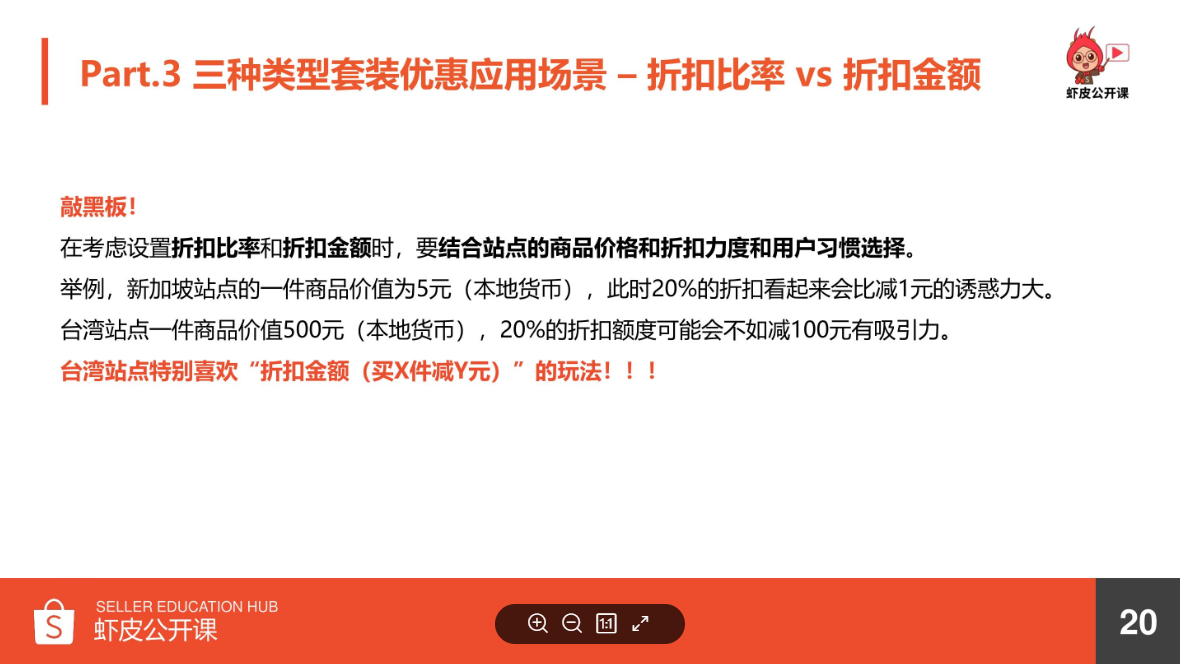 Part.3 三种类型套装优惠应用场景 – 折扣比率 vs 折扣金额
虾皮公开课
敲黑板！
在考虑设置折扣比率和折扣金额时，要结合站点的商品价格和折扣力度和用户习惯选择。
举例，新加坡站点的一件商品价值为5元（本地货币），此时20%的折扣看起来会比减1元的诱惑力大。
台湾站点一件商品价值500元（本地货币），20%的折扣额度可能会不如减100元有吸引力。
台湾站点特别喜欢“折扣金额（买X件减Y元）”的玩法！！！
SELLER EDUCATION HUB
虾皮公开课
1:1
20